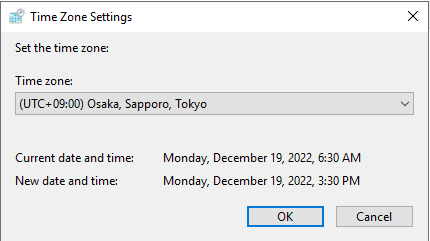 Time Zone Settings
Set the time zone:
Time zone:
(UTC+09:00) Osaka, Sapporo, Tokyo
Current date and time: Monday, December 19, 2022, 6:30 AM
New date and time: Monday, December 19, 2022, 3:30 PM
OK Cancel